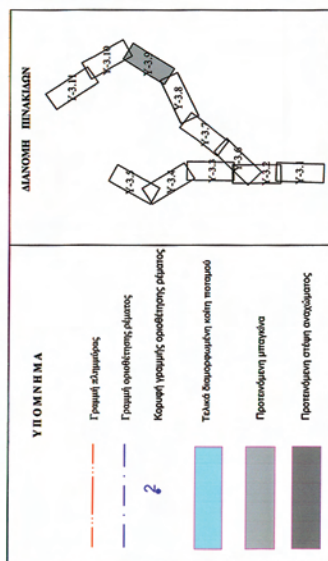 ΥΠΟΜΝΗΜΑ
Γραμμή πλημμύρας
Γραμμή οριοθέτησης ρέματος
2
Κορυφή γραμμής οριοθέτησης ρέματος
Τελικά διαμορφωμένη κοίτη ποταμού
Προτεινόμενη μπαγκίνα
Προτεινόμενη στέψη αναχώματος
ΔΙΑΝΟΜΗ ΠΙΝΑΚΙΔΩΝ
Υ-3.11
Υ-3.10
Υ-3.9
Υ-3.8
Υ-3.7
Υ-3.6
Υ-3.5
Υ-3.4
Υ-3.3
Υ-3.2
Υ-3.1